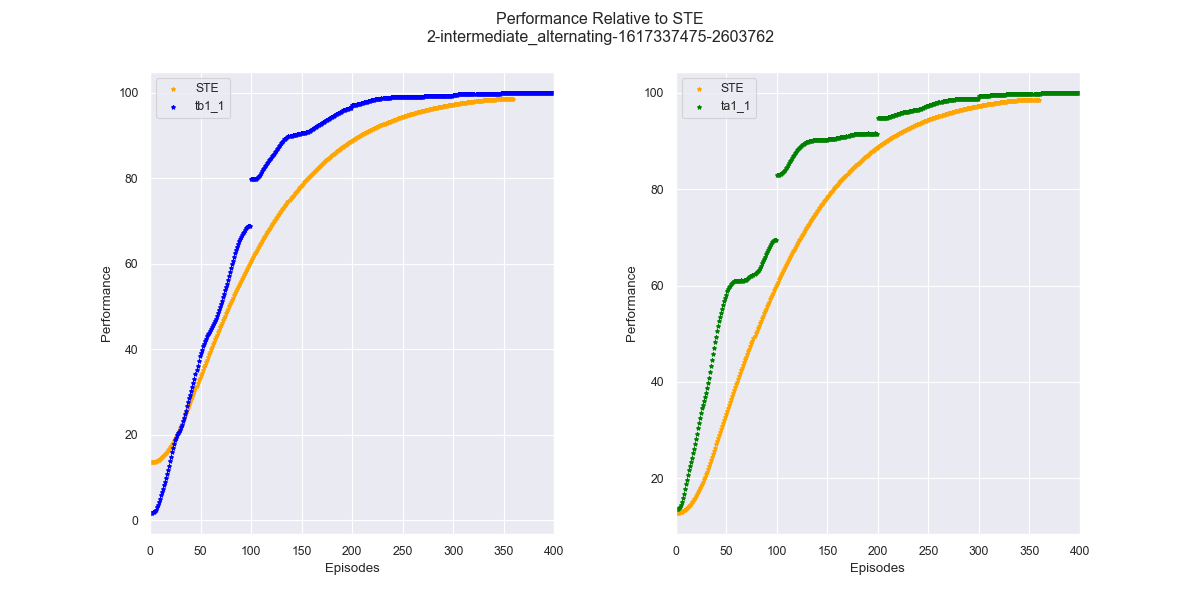 Performance Relative to STE
2-intermediate_alternating-1617337475-2603762
STE
tb1_1
100
80
60
40
20
0
Performance
0 50 100 150 200 250 300 350 400
Episodes
STE
ta1_1
100
80
60
40
20
Performance
0 50 100 150 200 250 300 350 400
Episodes